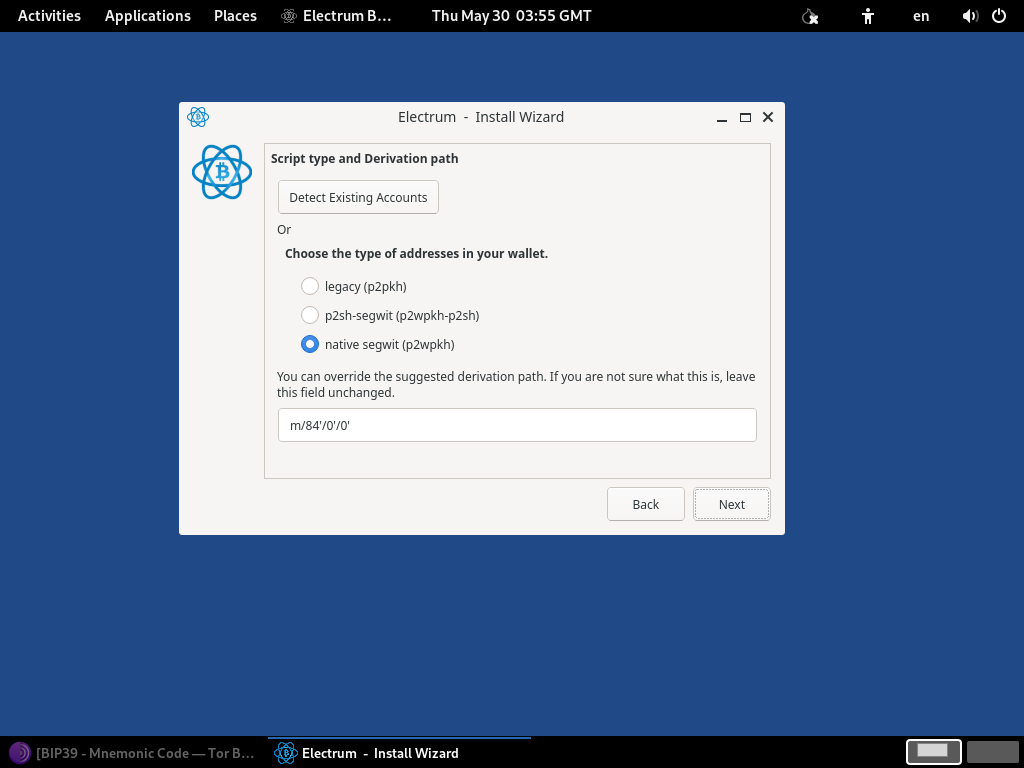 Activities Applications Places Electrum B... Thu May 30 03:55 GMT en
Electrum - Install Wizard
Script type and Derivation path
Detect Existing Accounts
Or
Choose the type of addresses in your wallet.
legacy (p2pkh)
p2sh-segwit (p2wpkh-p2sh)
native segwit (p2wpkh)
You can override the suggested derivation path. If you are not sure what this is, leave
this field unchanged.
m/84'/0'/0'
Back Next
[BIP39 - Mnemonic Code — Tor B... Electrum - Install Wizard